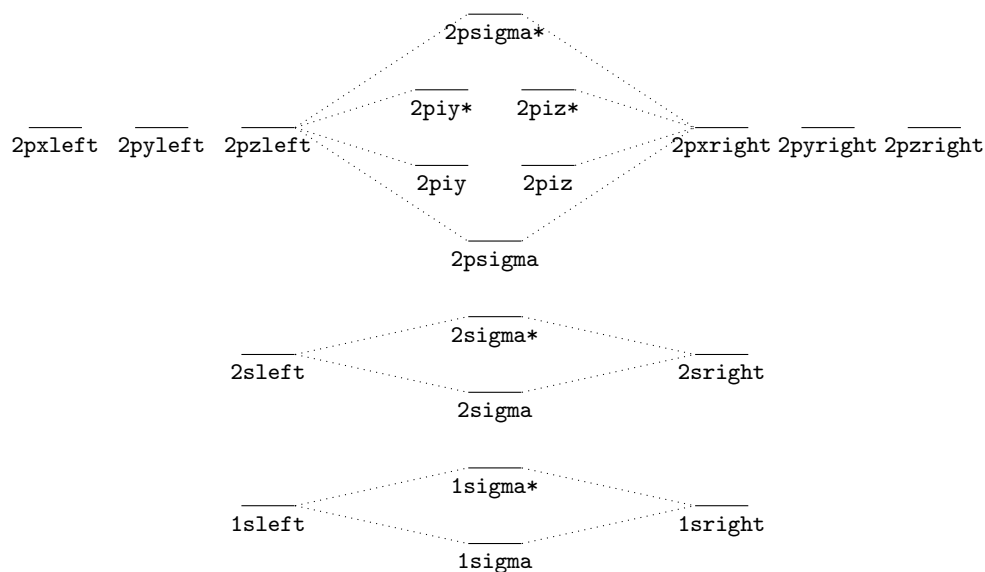 2psigma*
2piy* 2piz*
2pxleft 2pyleft 2pzleft 2pxright 2pyright 2pzright
2piy 2piz
2psigma
2sigma*
2sleft 2sright
2sigma
1sigma*
1sleft 1sright
1sigma